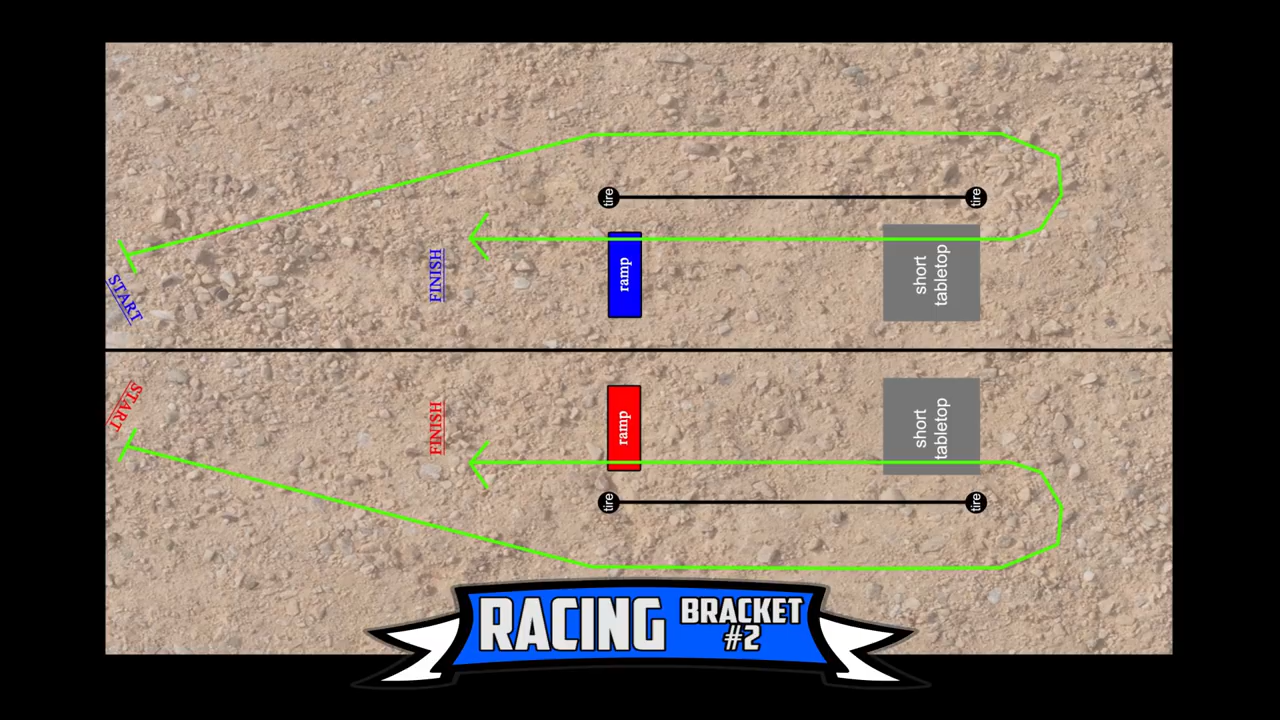 tire
tire
START
FINISH
ramp
short
tabletop
START
FINISH
ramp
short
tabletop
tire
tire
RACING
BRACKET
#2